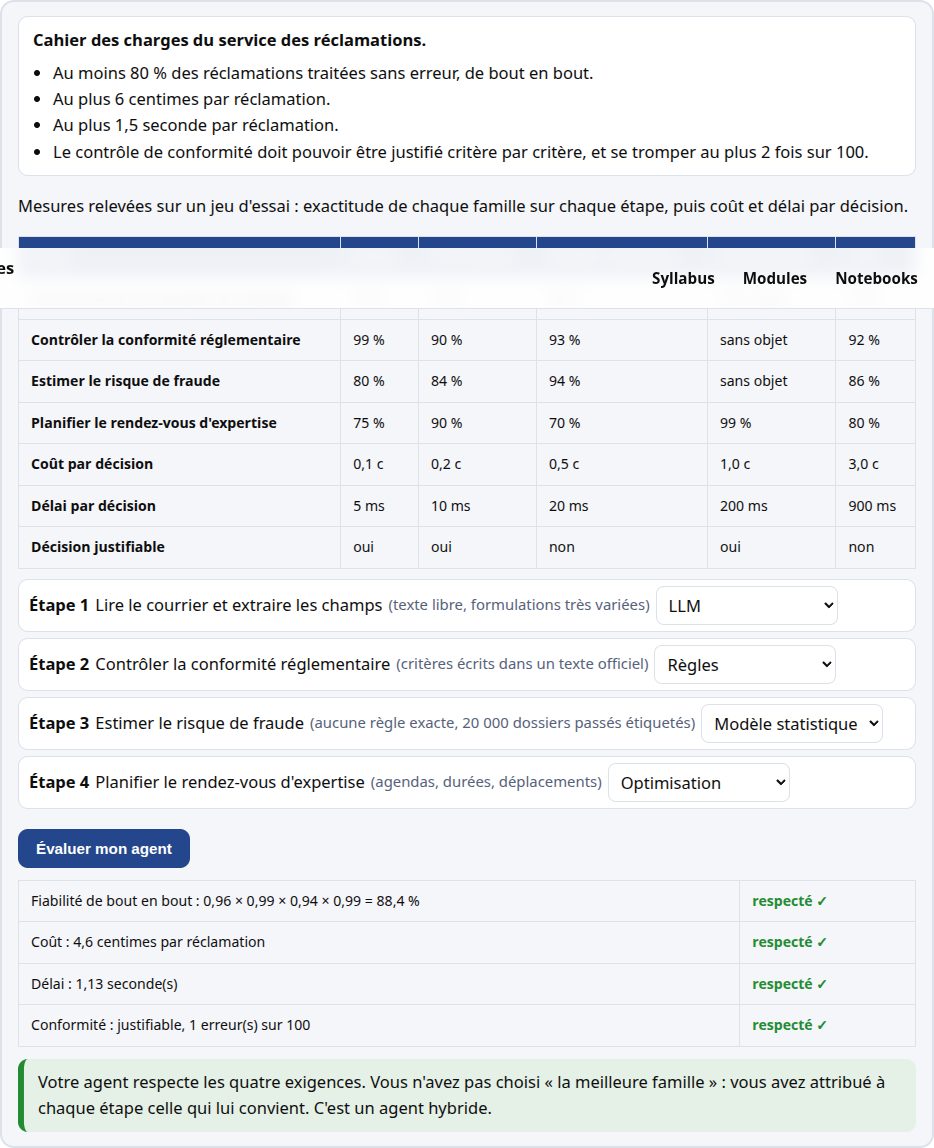 Cahier des charges du service des réclamations.
• Au moins 80 % des réclamations traitées sans erreur, de bout en bout.
• Au plus 6 centimes par réclamation.
• Au plus 1,5 seconde par réclamation.
• Le contrôle de conformité doit pouvoir être justifié critère par critère, et se tromper au plus 2 fois sur 100.
Mesures relevées sur un jeu d'essai : exactitude de chaque famille sur chaque étape, puis coût et délai par décision.
es
Syllabus Modules Notebooks
Contrôler la conformité réglementaire 99 % 90 % 93 % sans objet 92 %
Estimer le risque de fraude 80 % 84 % 94 % sans objet 86 %
Planifier le rendez-vous d'expertise 75 % 90 % 70 % 99 % 80 %
Coût par décision 0,1 c 0,2 c 0,5 c 1,0 c 3,0 c
Délai par décision 5 ms 10 ms 20 ms 200 ms 900 ms
Décision justifiable oui oui non oui non
Étape 1 Lire le courrier et extraire les champs (texte libre, formulations très variées) LLM
Étape 2 Contrôler la conformité réglementaire (critères écrits dans un texte officiel) Règles
Étape 3 Estimer le risque de fraude (aucune règle exacte, 20 000 dossiers passés étiquetés) Modèle statistique
Étape 4 Planifier le rendez-vous d'expertise (agendas, durées, déplacements) Optimisation
Évaluer mon agent
Fiabilité de bout en bout : 0,96 × 0,99 × 0,94 × 0,99 = 88,4 % respecté ✓
Coût : 4,6 centimes par réclamation respecté ✓
Délai : 1,13 seconde(s) respecté ✓
Conformité : justifiable, 1 erreur(s) sur 100 respecté ✓
Votre agent respecte les quatre exigences. Vous n'avez pas choisi « la meilleure famille » : vous avez attribué à
chaque étape celle qui lui convient. C'est un agent hybride.